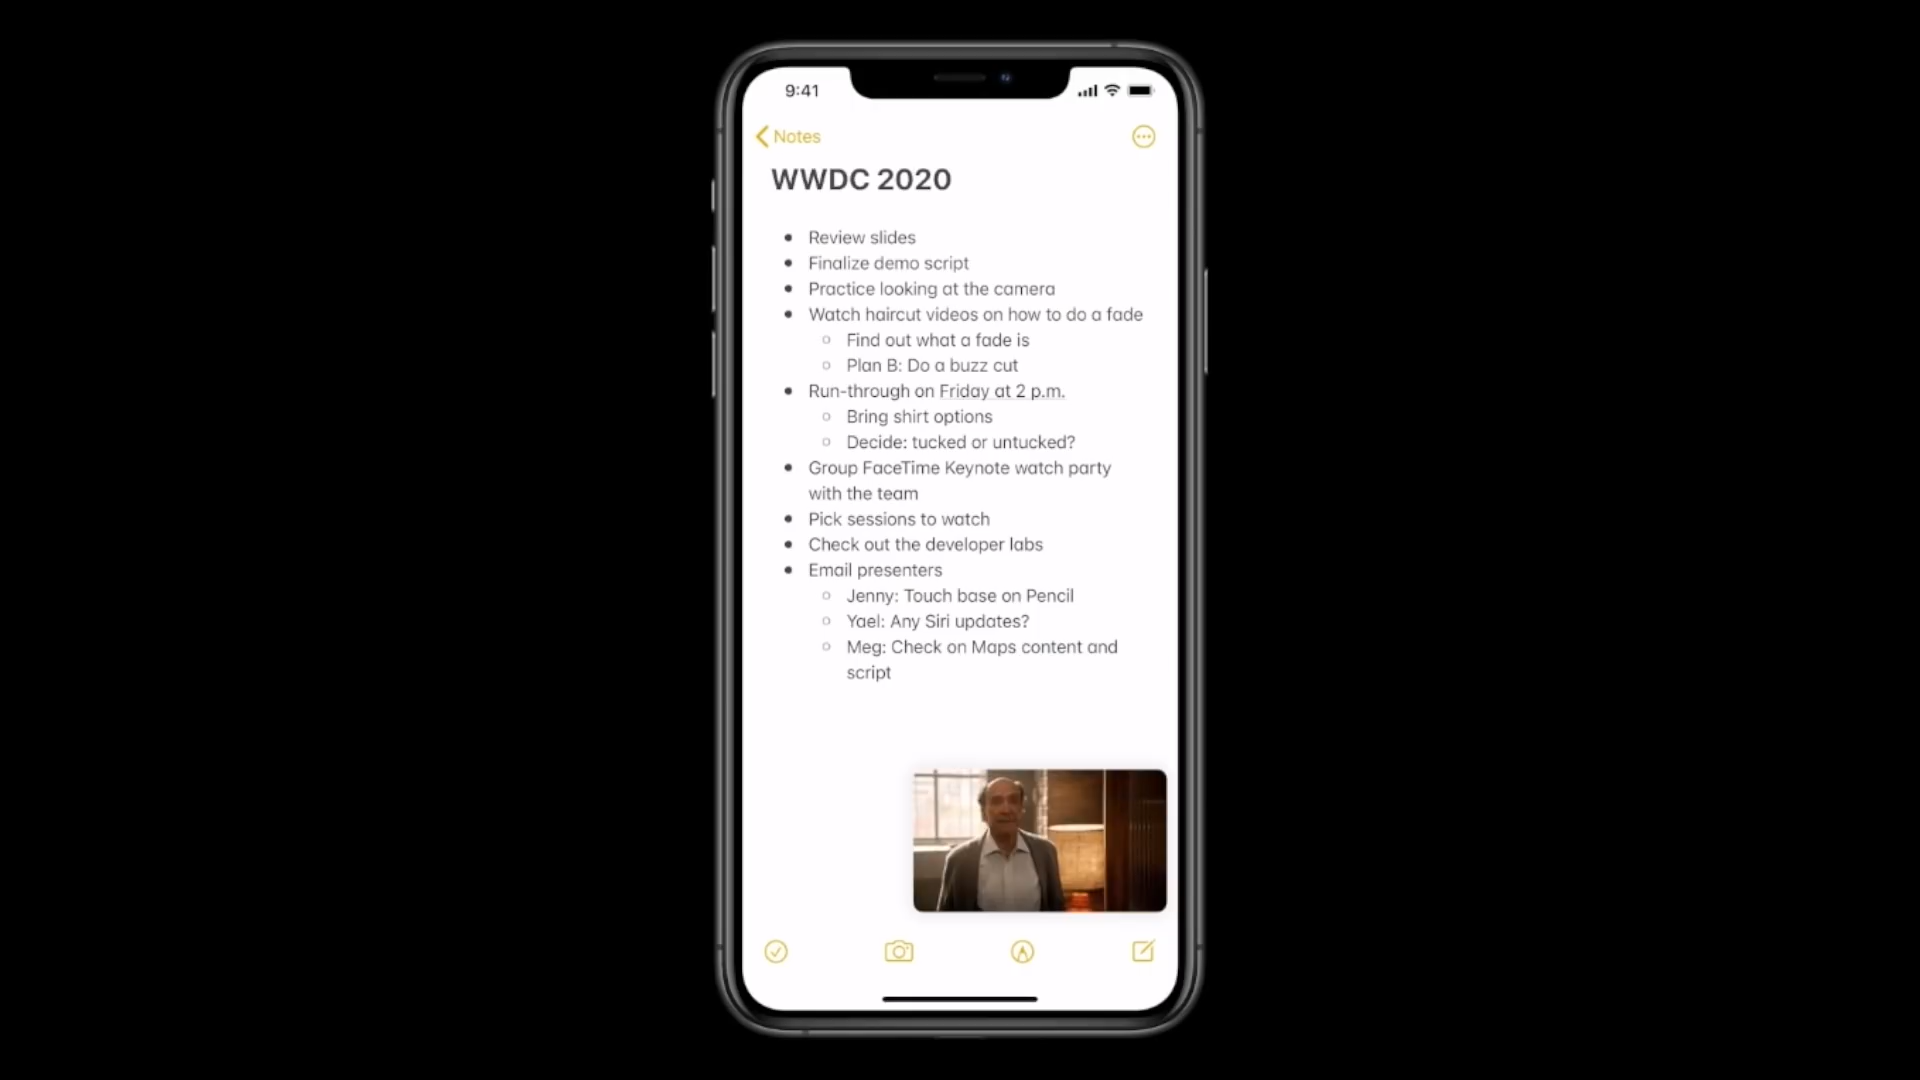 9:41
Notes
WWDC 2020
Review slides
Finalize demo script
Practice looking at the camera
Watch haircut videos on how to do a fade
Find out what a fade is
Plan B: Do a buzz cut
Run-through on Friday at 2 p.m.
Bring shirt options
Decide: tucked or untucked?
Group FaceTime Keynote watch party
with the team
Pick sessions to watch
Check out the developer labs
Email presenters
Jenny: Touch base on Pencil
Yael: Any Siri updates?
Meg: Check on Maps content and
script